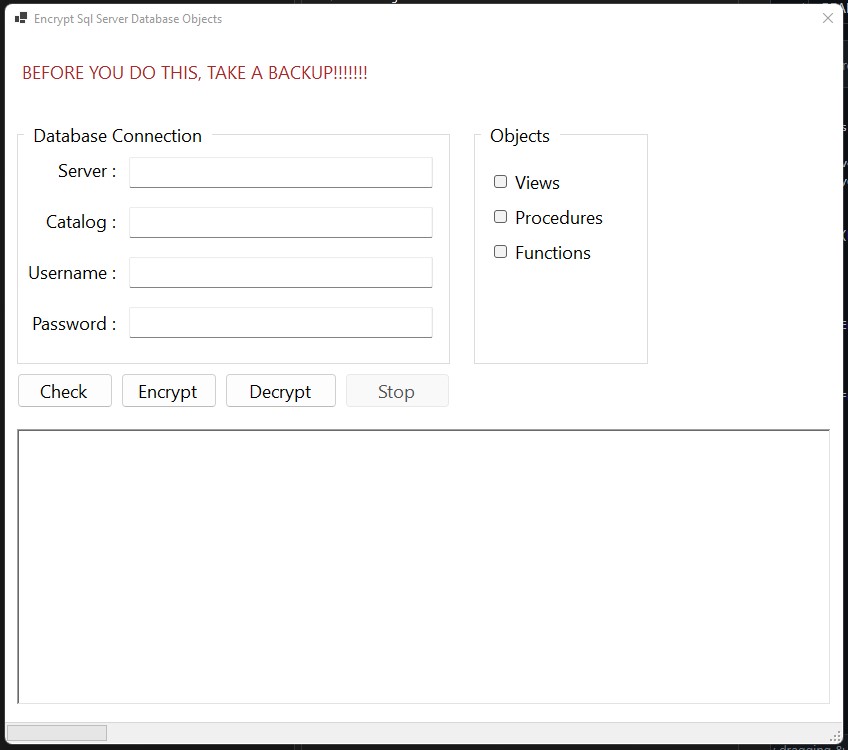 Encrypt Sql Server Database Objects
BEFORE YOU DO THIS, TAKE A BACKUP!!!!!!!
Database Connection
Server :
Catalog :
Username :
Password :
Objects
Views
Procedures
Functions
Check
Encrypt
Decrypt
Stop